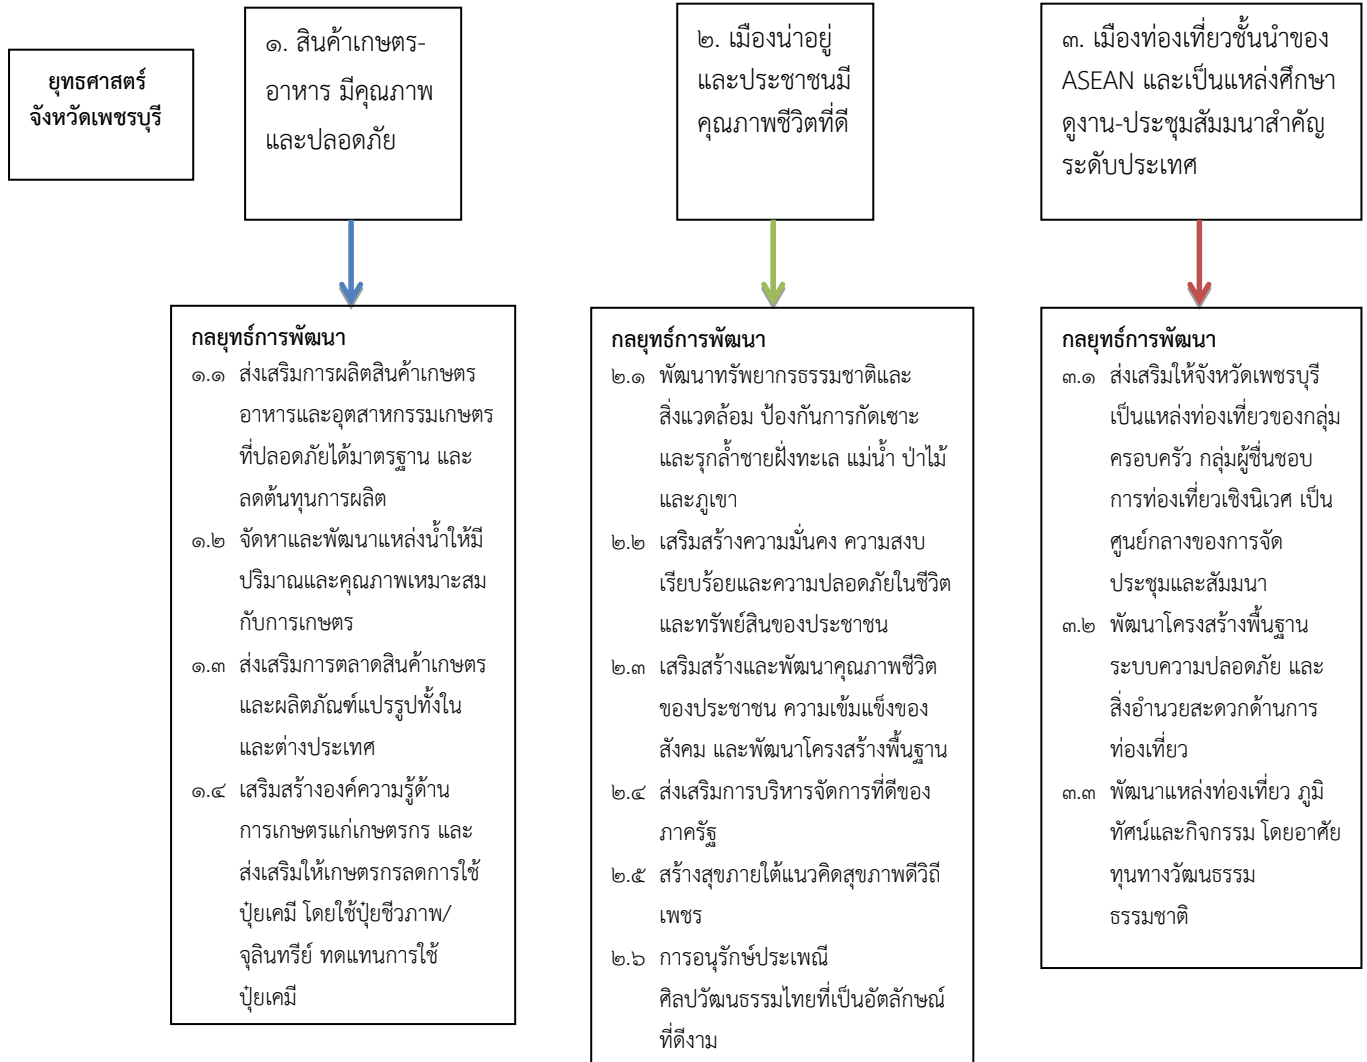 ยุทธศาสตร์
จังหวัดเพชรบุรี
๑. สินค้าเกษตร-
อาหาร มีคุณภาพ
และปลอดภัย
๒. เมืองน่าอยู่
และประชาชนมี
คุณภาพชีวิตที่ดี
๓. เมืองท่องเที่ยวชั้นนำของ
ASEAN และเป็นแหล่งศึกษา
ดูงาน-ประชุมสัมมนาสำคัญ
ระดับประเทศ
กลยุทธ์การพัฒนา
๑.๑ ส่งเสริมการผลิตสินค้าเกษตร
อาหารและอุตสาหกรรมเกษตร
ที่ปลอดภัยได้มาตรฐาน และ
ลดต้นทุนการผลิต
๑.๒ จัดหาและพัฒนาแหล่งน้ำให้มี
ปริมาณและคุณภาพเหมาะสม
กับการเกษตร
๑.๓ ส่งเสริมการตลาดสินค้าเกษตร
และผลิตภัณฑ์แปรรูปทั้งใน
และต่างประเทศ
๑.๔ เสริมสร้างองค์ความรู้ด้าน
การเกษตรแก่เกษตรกร และ
ส่งเสริมให้เกษตรกรลดการใช้
ปุ๋ยเคมี โดยใช้ปุ๋ยชีวภาพ/
จุลินทรีย์ ทดแทนการใช้
ปุ๋ยเคมี
กลยุทธ์การพัฒนา
๒.๑ พัฒนาทรัพยากรธรรมชาติและ
สิ่งแวดล้อม ป้องกันการกัดเซาะ
และรุกล้ำชายฝั่งทะเล แม่น้ำ ป่าไม้
และภูเขา
๒.๒ เสริมสร้างความมั่นคง ความสงบ
เรียบร้อยและความปลอดภัยในชีวิต
และทรัพย์สินของประชาชน
๒.๓ เสริมสร้างและพัฒนาคุณภาพชีวิต
ของประชาชน ความเข้มแข็งของ
สังคม และพัฒนาโครงสร้างพื้นฐาน
๒.๔ ส่งเสริมการบริหารจัดการที่ดีของ
ภาครัฐ
๒.๕ สร้างสุขภายใต้แนวคิดสุขภาพดีวิถี
เพชร
๒.๖ การอนุรักษ์ประเพณี
ศิลปวัฒนธรรมไทยที่เป็นอัตลักษณ์
ที่ดีงาม
กลยุทธ์การพัฒนา
๓.๑ ส่งเสริมให้จังหวัดเพชรบุรี
เป็นแหล่งท่องเที่ยวของกลุ่ม
ครอบครัว กลุ่มผู้ชื่นชอบ
การท่องเที่ยวเชิงนิเวศ เป็น
ศูนย์กลางของการจัด
ประชุมและสัมมนา
๓.๒ พัฒนาโครงสร้างพื้นฐาน
ระบบความปลอดภัย และ
สิ่งอำนวยสะดวกด้านการ
ท่องเที่ยว
๓.๓ พัฒนาแหล่งท่องเที่ยว ภูมิ
ทัศน์และกิจกรรม โดยอาศัย
ทุนทางวัฒนธรรม
ธรรมชาติ